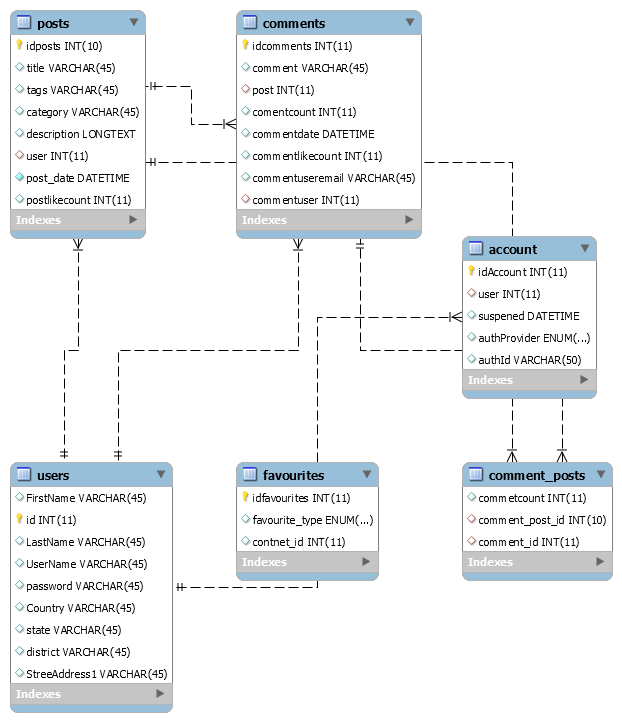 posts
idposts INT(10)
title VARCHAR(45)
tags VARCHAR(45)
category VARCHAR(45)
description LONGTEXT
user INT(11)
post_date DATETIME
postlikecount INT(11)
Indexes
comments
idcomments INT(11)
comment VARCHAR(45)
post INT(11)
comentcount INT(11)
commentdate DATETIME
commentlikecount INT(11)
commentuseremail VARCHAR(45)
commentuser INT(11)
Indexes
account
idAccount INT(11)
user INT(11)
suspened DATETIME
authProvider ENUM(...)
authId VARCHAR(50)
Indexes
users
FirstName VARCHAR(45)
id INT(11)
LastName VARCHAR(45)
UserName VARCHAR(45)
password VARCHAR(45)
Country VARCHAR(45)
state VARCHAR(45)
district VARCHAR(45)
StreeAddress1 VARCHAR(45)
Indexes
favourites
idfavourites INT(11)
favourite_type ENUM(...)
contnet_id INT(11)
Indexes
comment_posts
commetcount INT(11)
comment_post_id INT(10)
comment_id INT(11)
Indexes